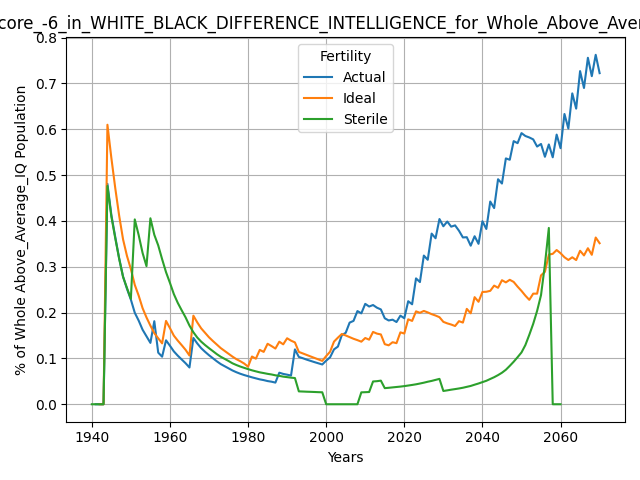 core_-6_in_WHITE_BLACK_DIFFERENCE_INTELLIGENCE_for_Whole_Above_Aver
Fertility
Actual
Ideal
Sterile
% of Whole Above_Average_IQ Population
0.8
0.7
0.6
0.5
0.4
0.3
0.2
0.1
0.0
1940 1960 1980 2000 2020 2040 2060
Years